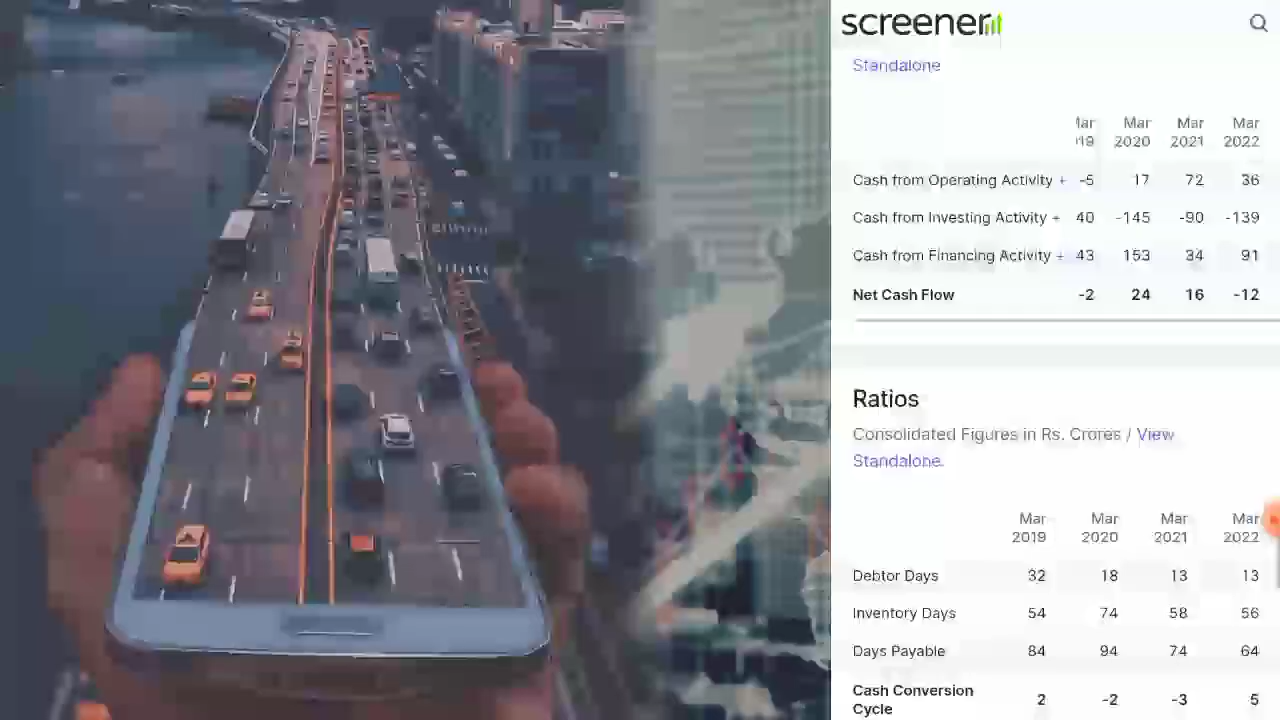 screener
Standalone
Mar 2020 Mar 2021 Mar 2022
Cash from Operating Activity + -5 17 72 36
Cash from Investing Activity + 40 -145 -90 -139
Cash from Financing Activity + 43 153 34 91
Net Cash Flow -2 24 16 -12
Ratios
Consolidated Figures in Rs. Crores / View
Standalone
Mar 2019 Mar 2020 Mar 2021 Mar 2022
Debtor Days 32 18 13 13
Inventory Days 54 74 58 56
Days Payable 84 94 74 64
Cash Conversion Cycle 2 -2 -3 5